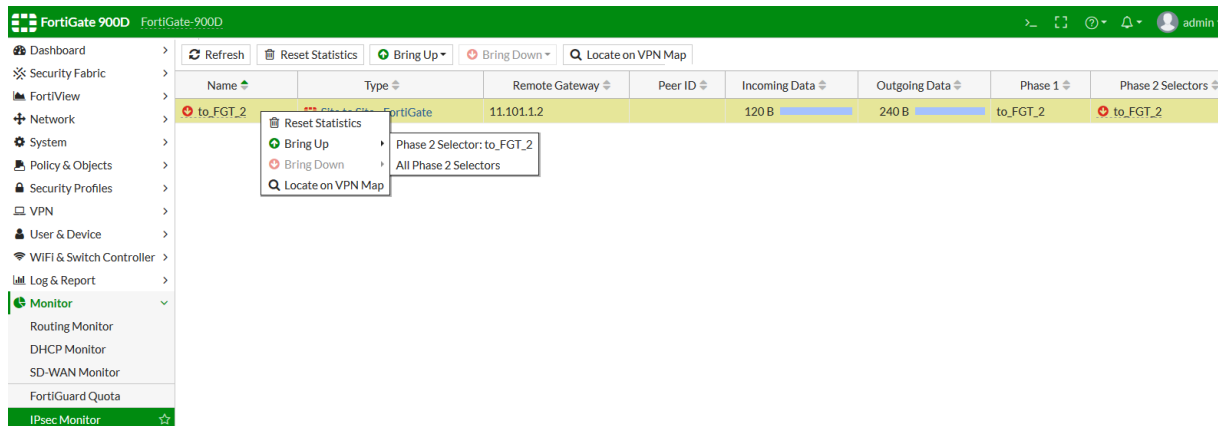 FortiGate 900D FortiGate-900D >_ admin
Dashboard
Security Fabric
FortiView
Network
System
Policy & Objects
Security Profiles
VPN
User & Device
WiFi & Switch Controller
Log & Report
Monitor
Routing Monitor
DHCP Monitor
SD-WAN Monitor
FortiGuard Quota
IPsec Monitor
Refresh Reset Statistics Bring Up Bring Down Locate on VPN Map
Name Type Remote Gateway Peer ID Incoming Data Outgoing Data Phase 1 Phase 2 Selectors
to_FGT_2 Site to Site - FortiGate 11.101.1.2 120 B 240 B to_FGT_2 to_FGT_2
Reset Statistics
Bring Up
Bring Down
Locate on VPN Map
Phase 2 Selector: to_FGT_2
All Phase 2 Selectors